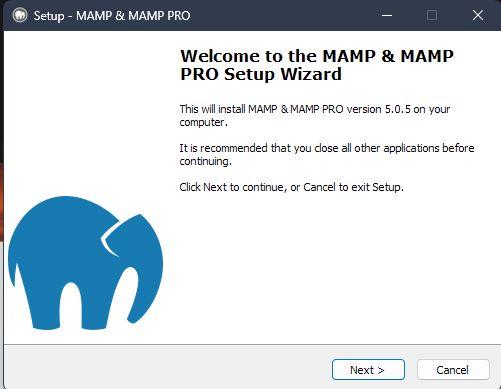 Setup - MAMP & MAMP PRO
Welcome to the MAMP & MAMP
PRO Setup Wizard
This will install MAMP & MAMP PRO version 5.0.5 on your
computer.
It is recommended that you close all other applications before
continuing.
Click Next to continue, or Cancel to exit Setup.
Next >
Cancel